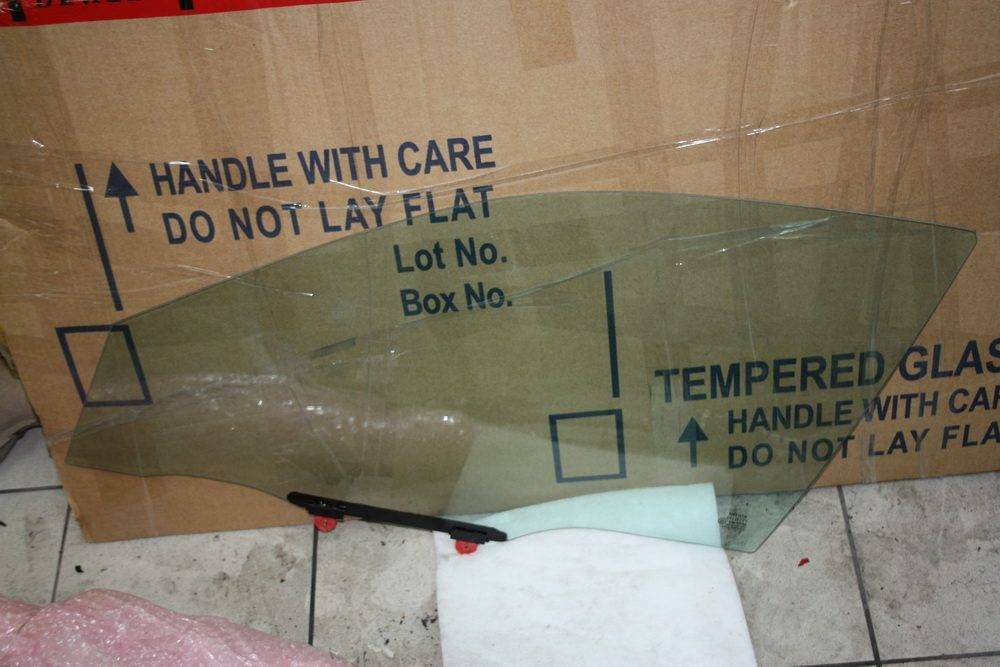 HANDLE WITH CARE
DO NOT LAY FLAT
Lot No.
Box No.
TEMPERED GLAS
HANDLE WITH CAR
DO NOT LAY FLA